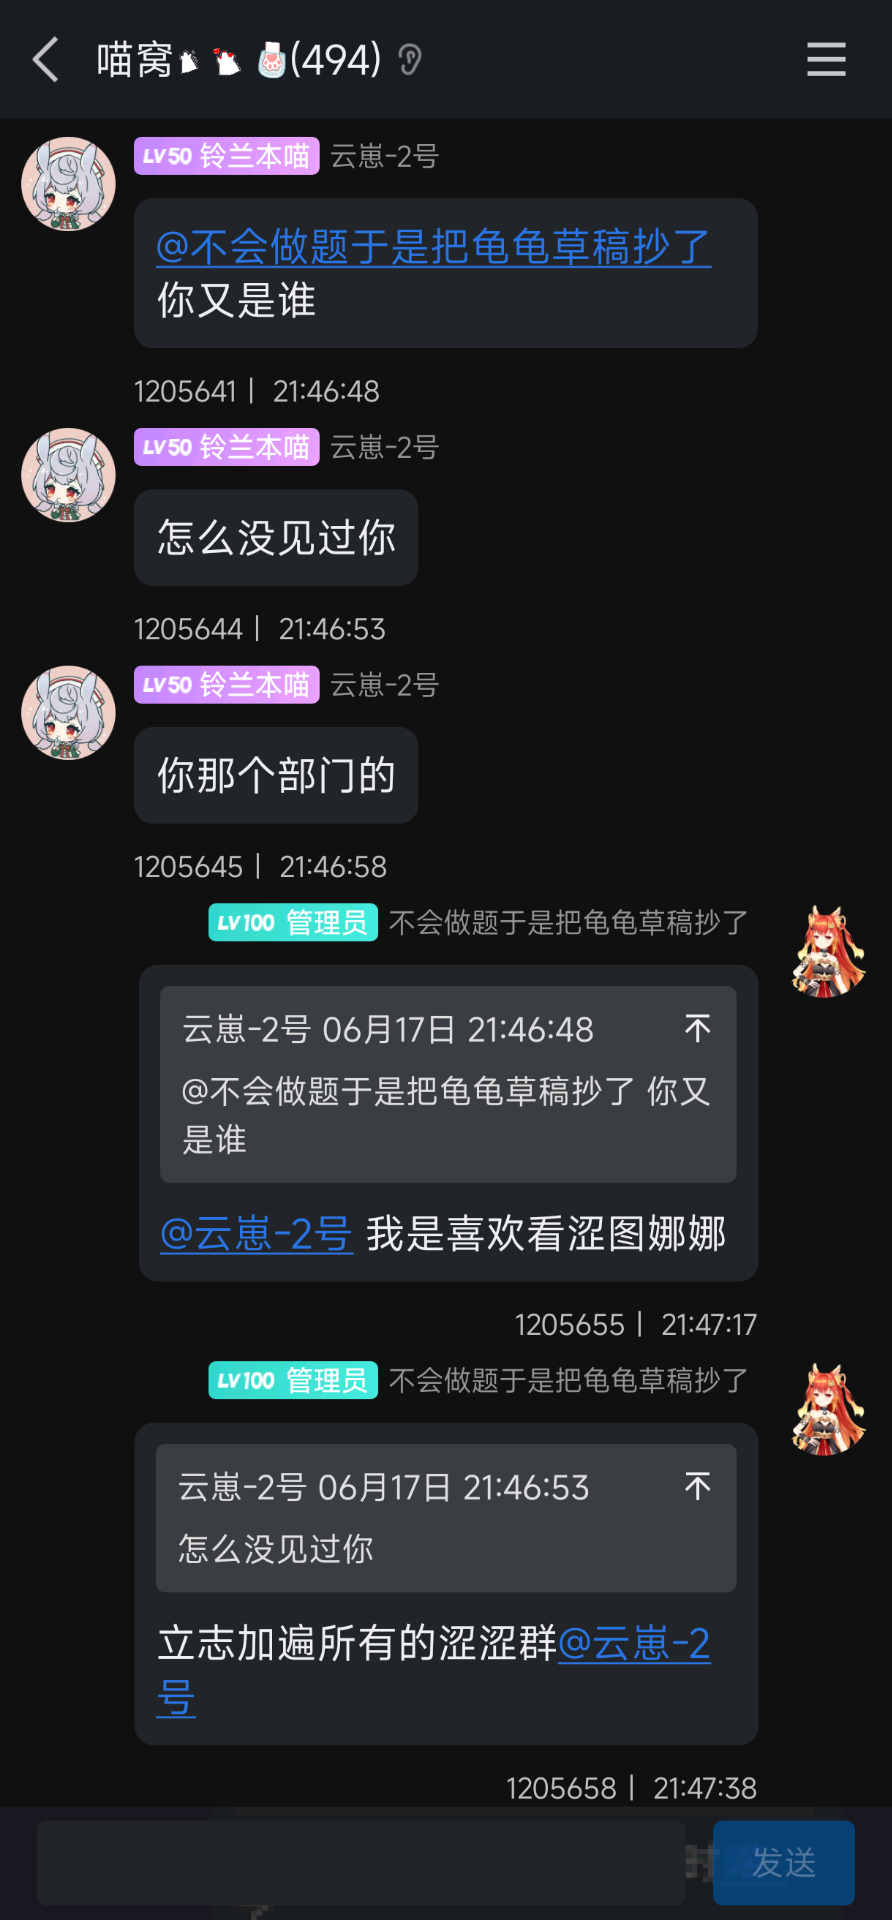 喵窝(494)
LV50 铃兰本喵 云崽-2号
@不会做题于是把龟龟草稿抄了
你又是谁
1205641 | 21:46:48
LV50 铃兰本喵 云崽-2号
怎么没见过你
1205644 | 21:46:53
LV50 铃兰本喵 云崽-2号
你那个部门的
1205645 | 21:46:58
LV100 管理员 不会做题于是把龟龟草稿抄了
云崽-2号 06月17日 21:46:48
@不会做题于是把龟龟草稿抄了 你又
是谁
@云崽-2号 我是喜欢看涩图娜娜
1205655 | 21:47:17
LV100 管理员 不会做题于是把龟龟草稿抄了
云崽-2号 06月17日 21:46:53
怎么没见过你
立志加遍所有的涩涩群@云崽-2
号
1205658 | 21:47:38
发送